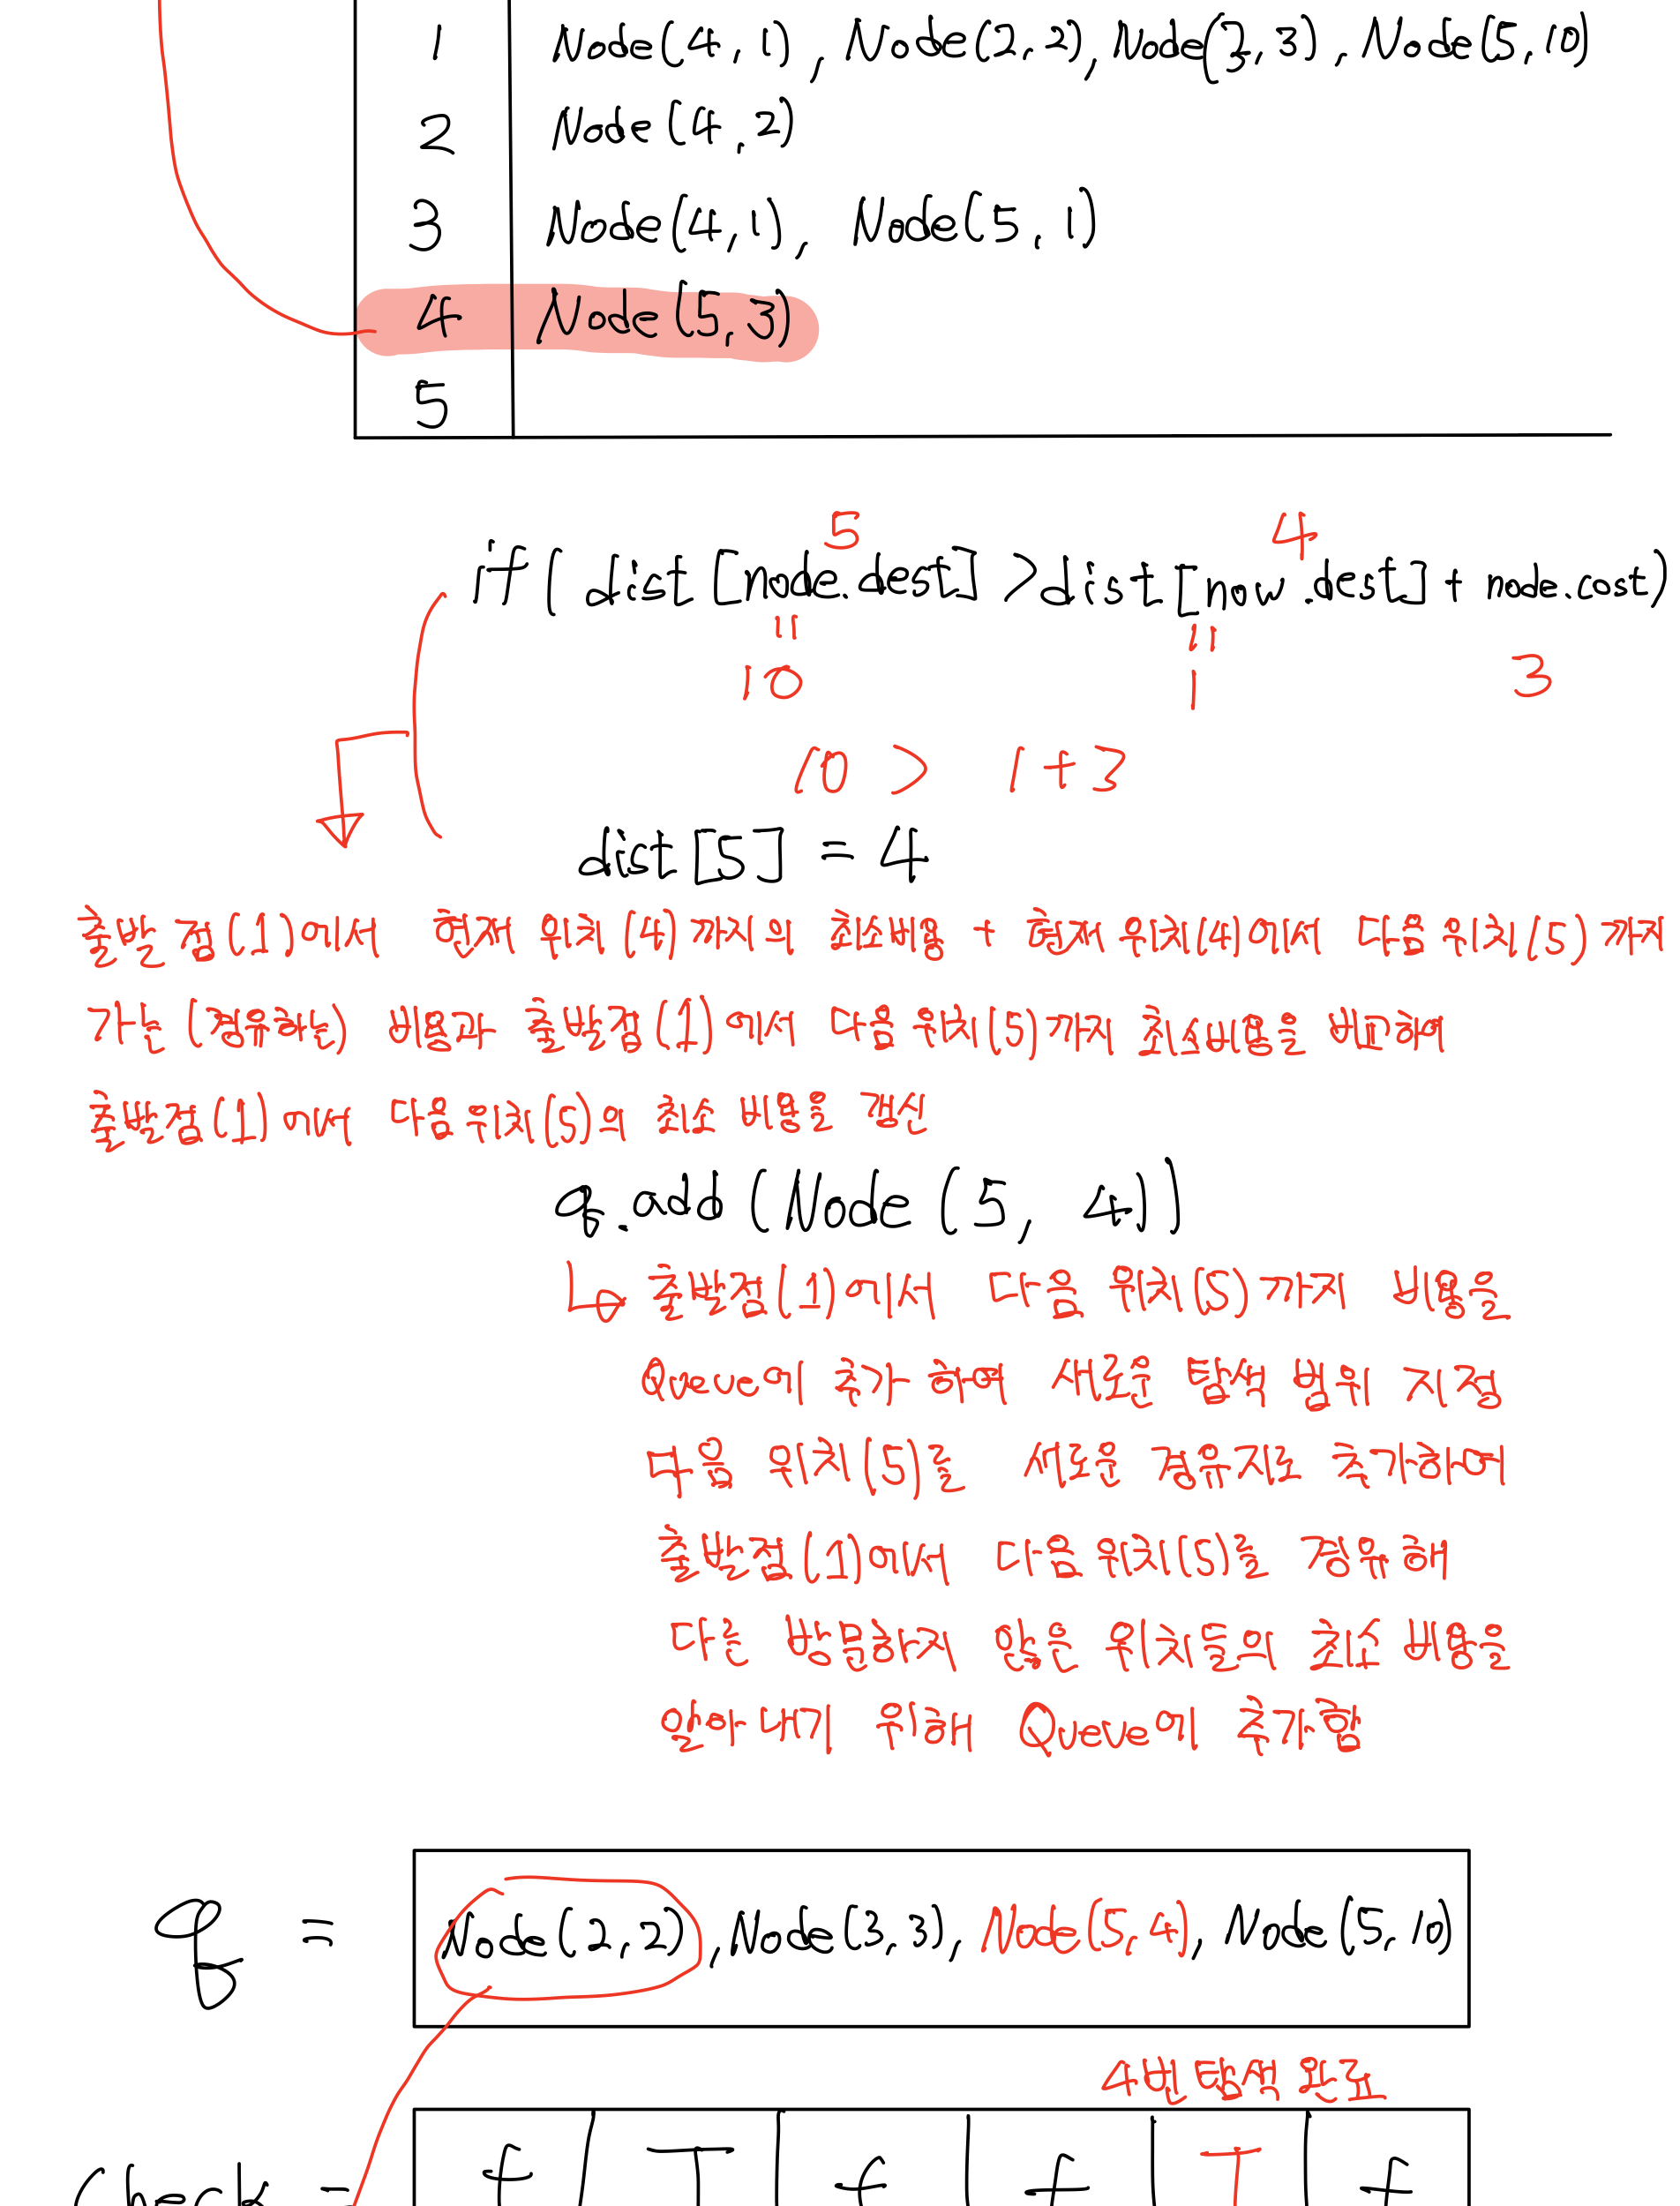 1 Node(4,1), Node(2,2), Node(3,3), Node(5,10)
2 Node(4,2)
3 Node(4,1), Node(5,1)
4 Node(5,3)
5
5 4
if( dist[node.dest] > dist[now.dest] + node.cost)
=
=
10 1 3
10 > 1+3
dist[5] = 4
출발점(1)에서 현재 위치(4)까지의 최소비용 + 현재 위치(4)에서 다음 위치(5)까지
가는 (경유하는) 비용과 출발점(1)에서 다음 위치(5)까지 최소비용을 비교하여
출발점(1)에서 다음 위치(5)의 최소 비용을 갱신
q.add(Node(5, 4))
출발점(1)에서 다음 위치(5)까지 비용을
Queue에 추가 하여 새로운 탐색 범위 지정
다음 위치(5)를 새로운 경유지로 추가하여
출발점(1)에서 다음 위치(5)를 경유해
다른 방문하지 않은 위치들의 최소 비용을
알아내기 위해 Queue에 추가함
q = Node(2,2), Node(3,3), Node(5,4), Node(5,10)
4번 탐색 완료
Check = f T f f T f